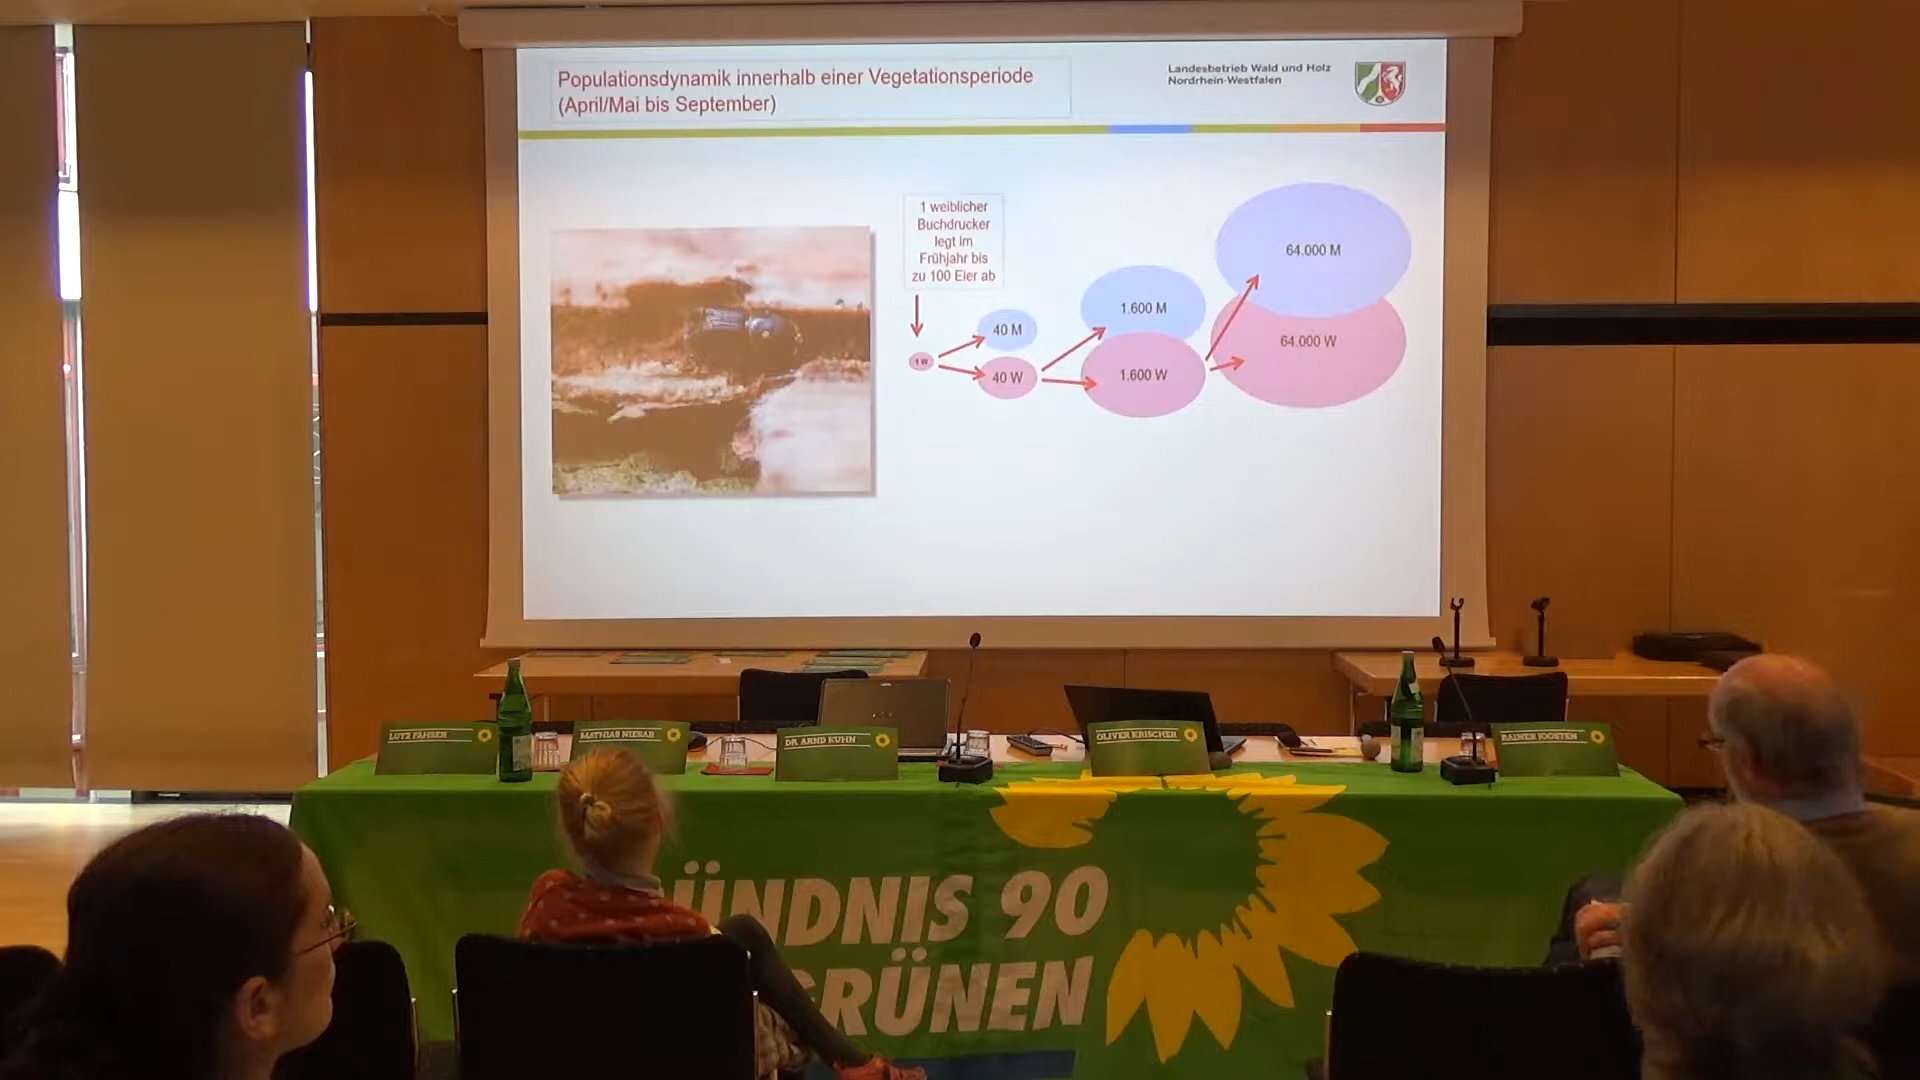 Populationsdynamik innerhalb einer Vegetationsperiode
(April/Mai bis September)
Landesbetrieb Wald und Holz
Nordrhein-Westfalen
1 weiblicher
Buchdrucker
legt im
Frühjahr bis
zu 100 Eier ab
1 W
40 M
40 W
1.600 M
1.600 W
64.000 M
64.000 W
LUTZ FÄHSER
MATHIAS NIESAR
DR. ARND KUHN
OLIVER KRISCHER
RAINER JOOSTEN
ÜNDNIS 90
GRÜNEN